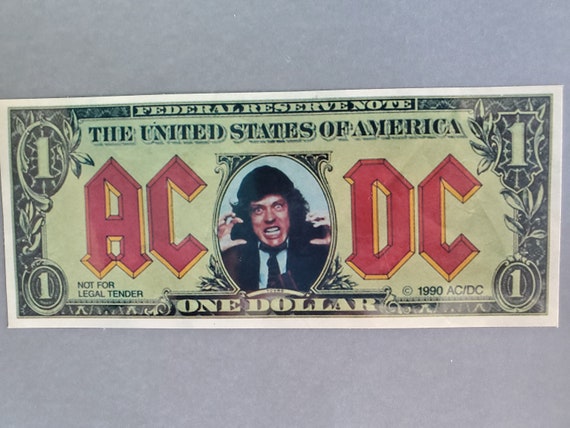 FEDERAL RESERVE NOTE
THE UNITED STATES OF AMERICA
1 1
AC DC
NOT FOR
LEGAL TENDER
© 1990 AC/DC
1 ONE DOLLAR 1